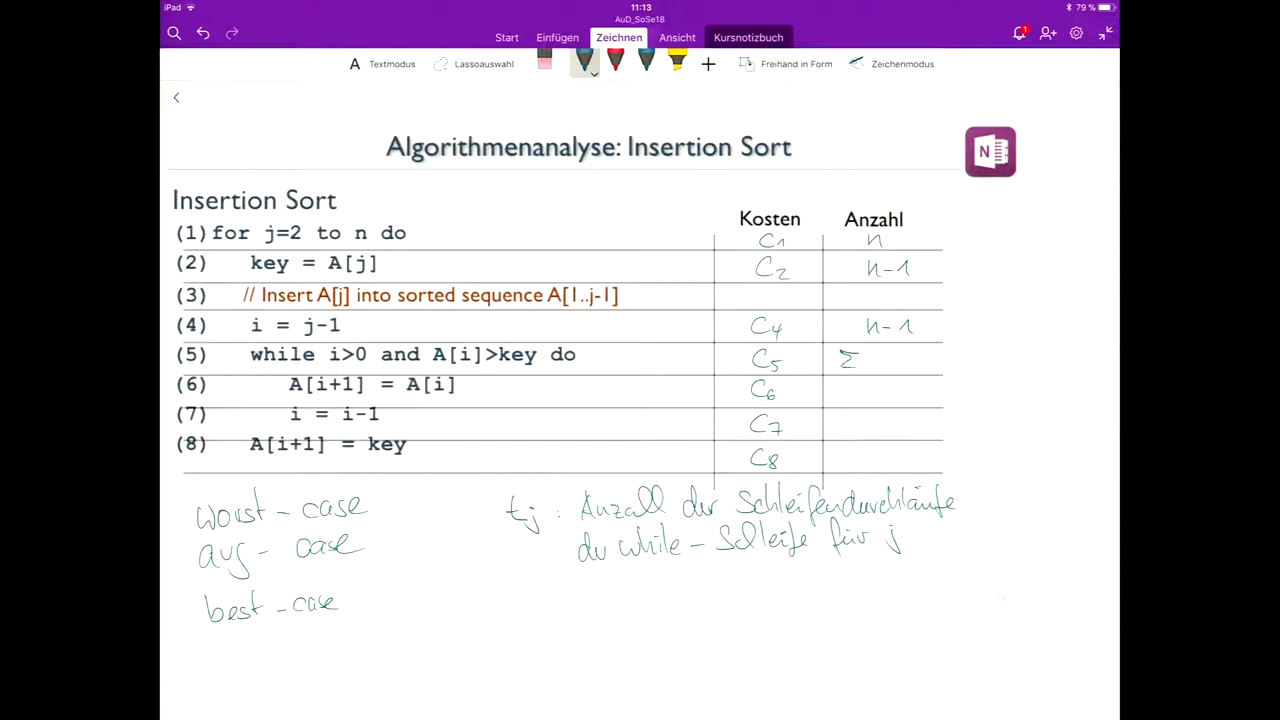 iPad 11:13 79 %
AuD_SoSe18
Start Einfügen Zeichnen Ansicht Kursnotizbuch 1
A Textmodus Lassoauswahl Freihand in Form Zeichenmodus
Algorithmenanalyse: Insertion Sort
N
Insertion Sort
Kosten Anzahl
(1) for j=2 to n do C1 n
(2) key = A[j] C2 n-1
(3) // Insert A[j] into sorted sequence A[1..j-1]
(4) i = j-1 C4 n-1
(5) while i>0 and A[i]>key do C5 Σ
(6) A[i+1] = A[i] C6
(7) i = i-1 C7
(8) A[i+1] = key C8
worst-case
avg-case
best-case
tj : Anzahl der Schleifendurchläufe
der while-Schleife für j